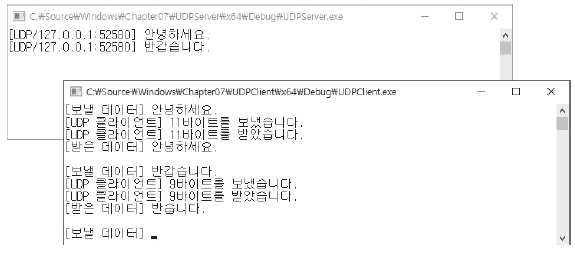 C:₩Source₩Windows₩Chapter07₩UDPServer₩x64₩Debug₩UDPServer.exe
[UDP/127.0.0.1:52580] 안녕하세요.
[UDP/127.0.0.1:52580] 반갑습니다.
C:₩Source₩Windows₩Chapter07₩UDPClient₩x64₩Debug₩UDPClient.exe
[보낼 데이터] 안녕하세요.
[UDP 클라이언트] 11바이트를 보냈습니다.
[UDP 클라이언트] 11바이트를 받았습니다.
[받은 데이터] 안녕하세요.
[보낼 데이터] 반갑습니다.
[UDP 클라이언트] 9바이트를 보냈습니다.
[UDP 클라이언트] 9바이트를 받았습니다.
[받은 데이터] 반습니다.
[보낼 데이터] _